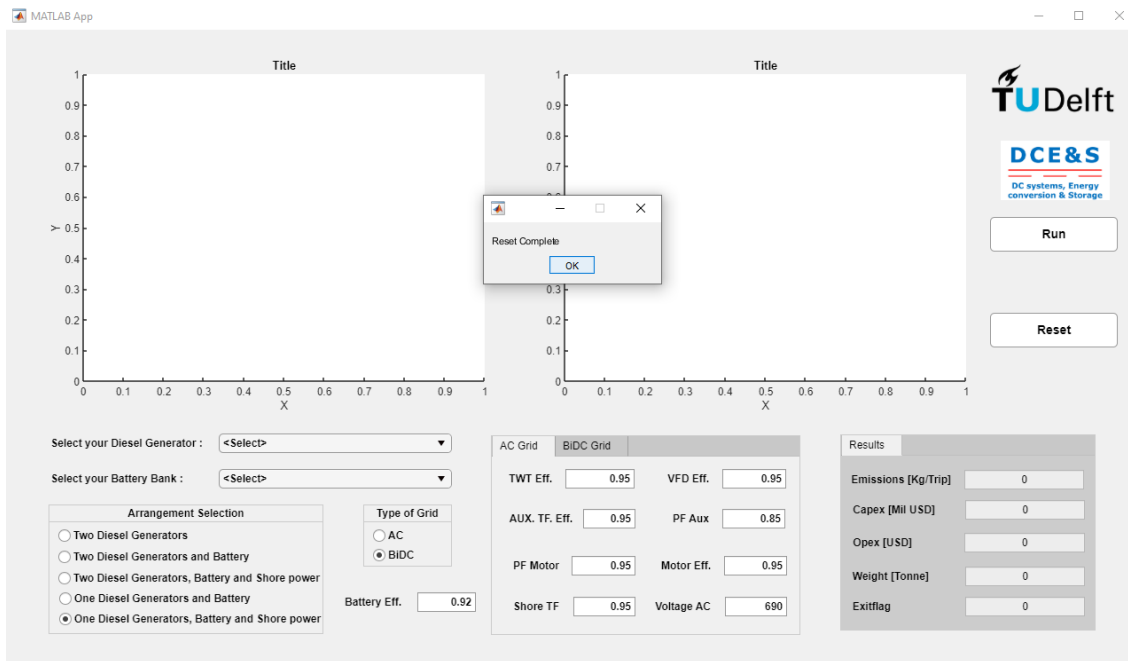 MATLAB App
Title
1
0.9
0.8
0.7
0.6
0.5
0.4
0.3
0.2
0.1
0
Y
0 0.1 0.2 0.3 0.4 0.5 0.6 0.7 0.8 0.9 1
X
Title
1
0.9
0.8
0.7
0.3
0.2
0.1
0
0 0.1 0.2 0.3 0.4 0.5 0.6 0.7 0.8 0.9 1
X
Reset Complete
OK
TUDelft
DCE&S
DC systems, Energy
conversion & Storage
Run
Reset
Select your Diesel Generator : <Select>
Select your Battery Bank : <Select>
Arrangement Selection
Two Diesel Generators
Two Diesel Generators and Battery
Two Diesel Generators, Battery and Shore power
One Diesel Generators and Battery
One Diesel Generators, Battery and Shore power
Type of Grid
AC
BiDC
Battery Eff. 0.92
AC Grid BiDC Grid
TWT Eff. 0.95 VFD Eff. 0.95
AUX. TF. Eff. 0.95 PF Aux 0.85
PF Motor 0.95 Motor Eff. 0.95
Shore TF 0.95 Voltage AC 690
Results
Emissions [Kg/Trip] 0
Capex [Mil USD] 0
Opex [USD] 0
Weight [Tonne] 0
Exitflag 0